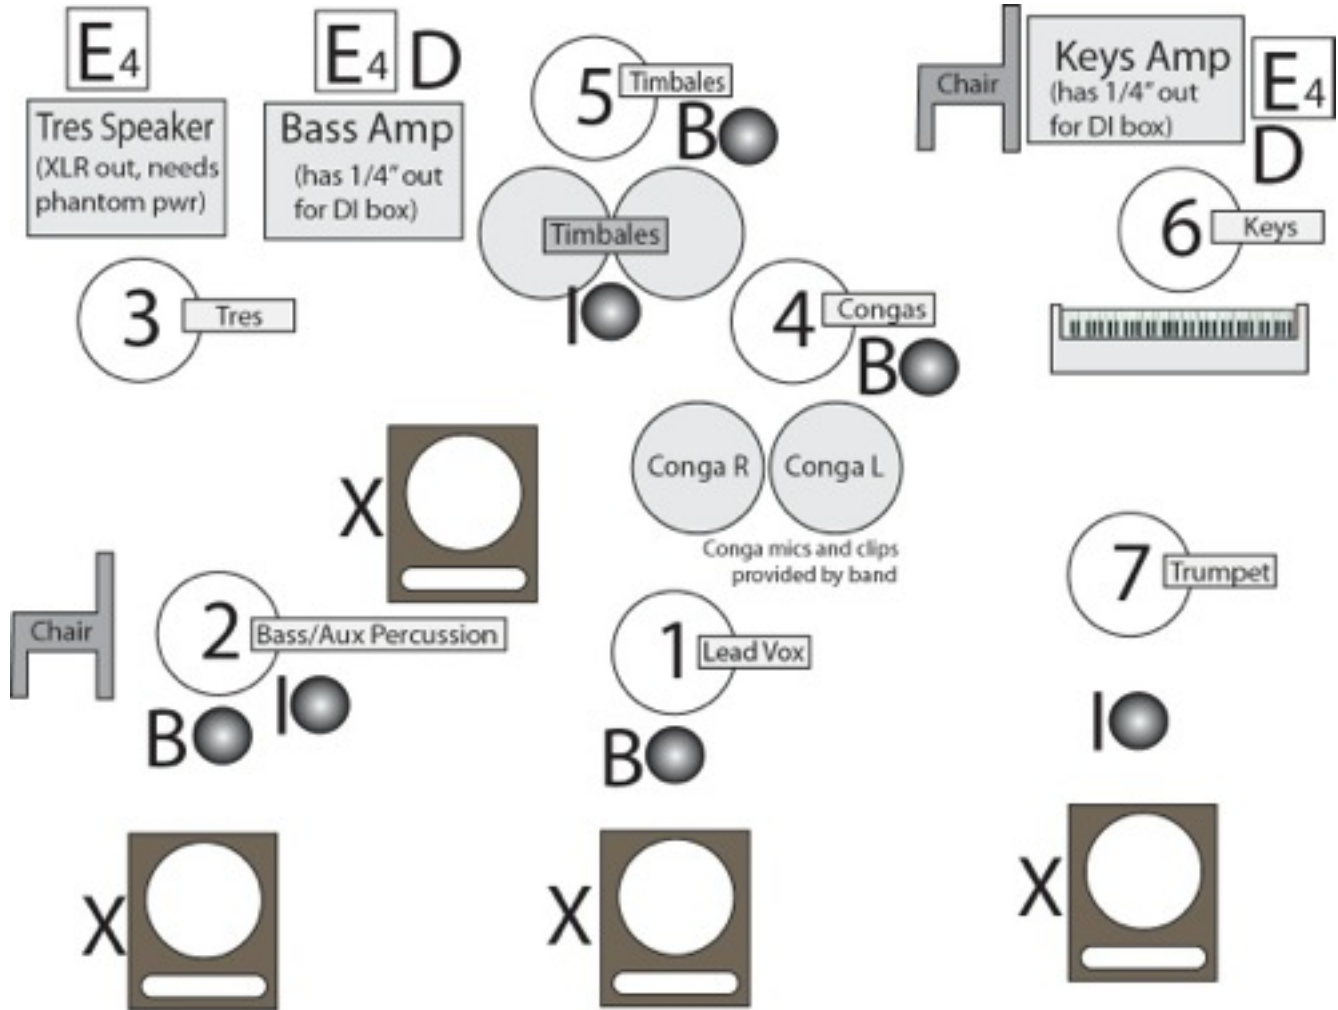 E4
E4 D
5 Timbales
B
Chair
Keys Amp
(has 1/4" out
for DI box)
E4
D
Tres Speaker
(XLR out, needs
phantom pwr)
Bass Amp
(has 1/4" out
for DI box)
Timbales
I
6 Keys
3 Tres
4 Congas
B
Conga R
Conga L
Conga mics and clips
provided by band
X
7 Trumpet
Chair
2 Bass/Aux Percussion
1 Lead Vox
B
I
B
I
X
X
X